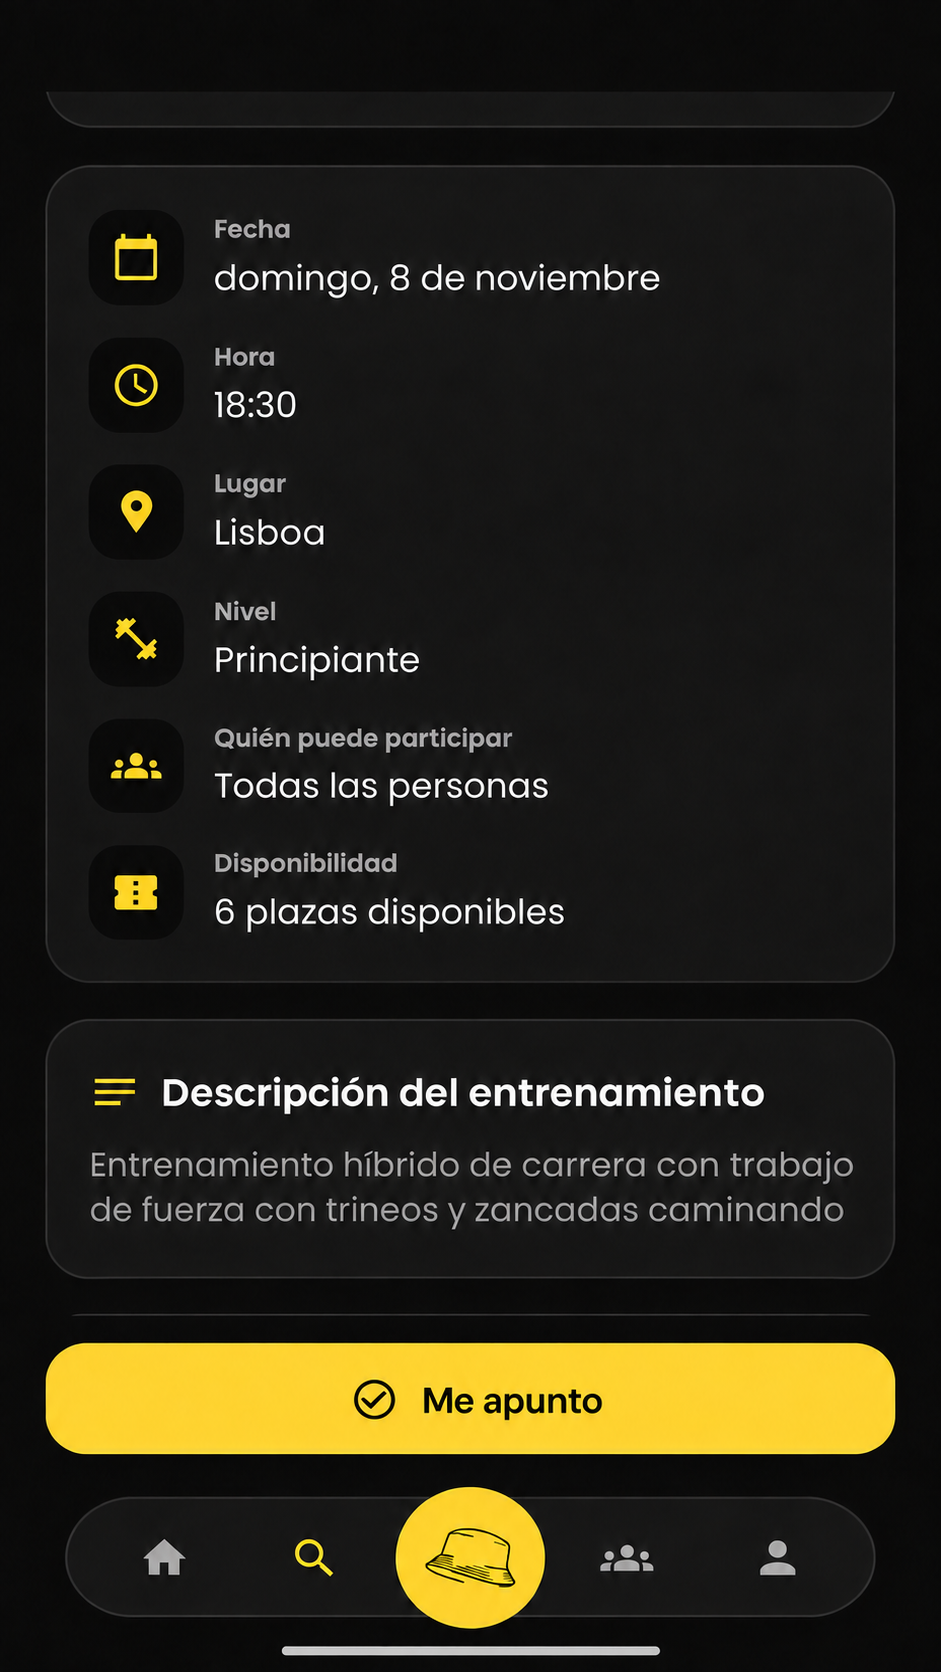 Fecha
domingo, 8 de noviembre
Hora
18:30
Lugar
Lisboa
Nivel
Principiante
Quién puede participar
Todas las personas
Disponibilidad
6 plazas disponibles
Descripción del entrenamiento
Entrenamiento híbrido de carrera con trabajo
de fuerza con trineos y zancadas caminando
Me apunto